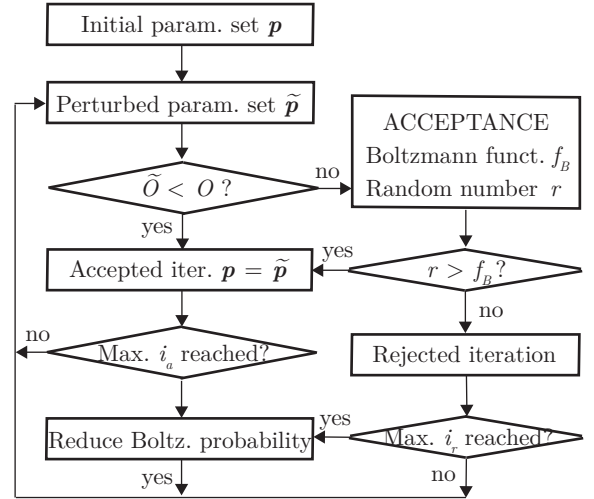 Initial param. set p
Perturbed param. set p̃
Õ < O ?
no
ACCEPTANCE
Boltzmann funct. f_B
Random number r
yes
Accepted iter. p = p̃
yes
r > f_B ?
no
no
Max. i_a reached?
Rejected iteration
Reduce Boltz. probability
yes
Max. i_r reached?
yes
no